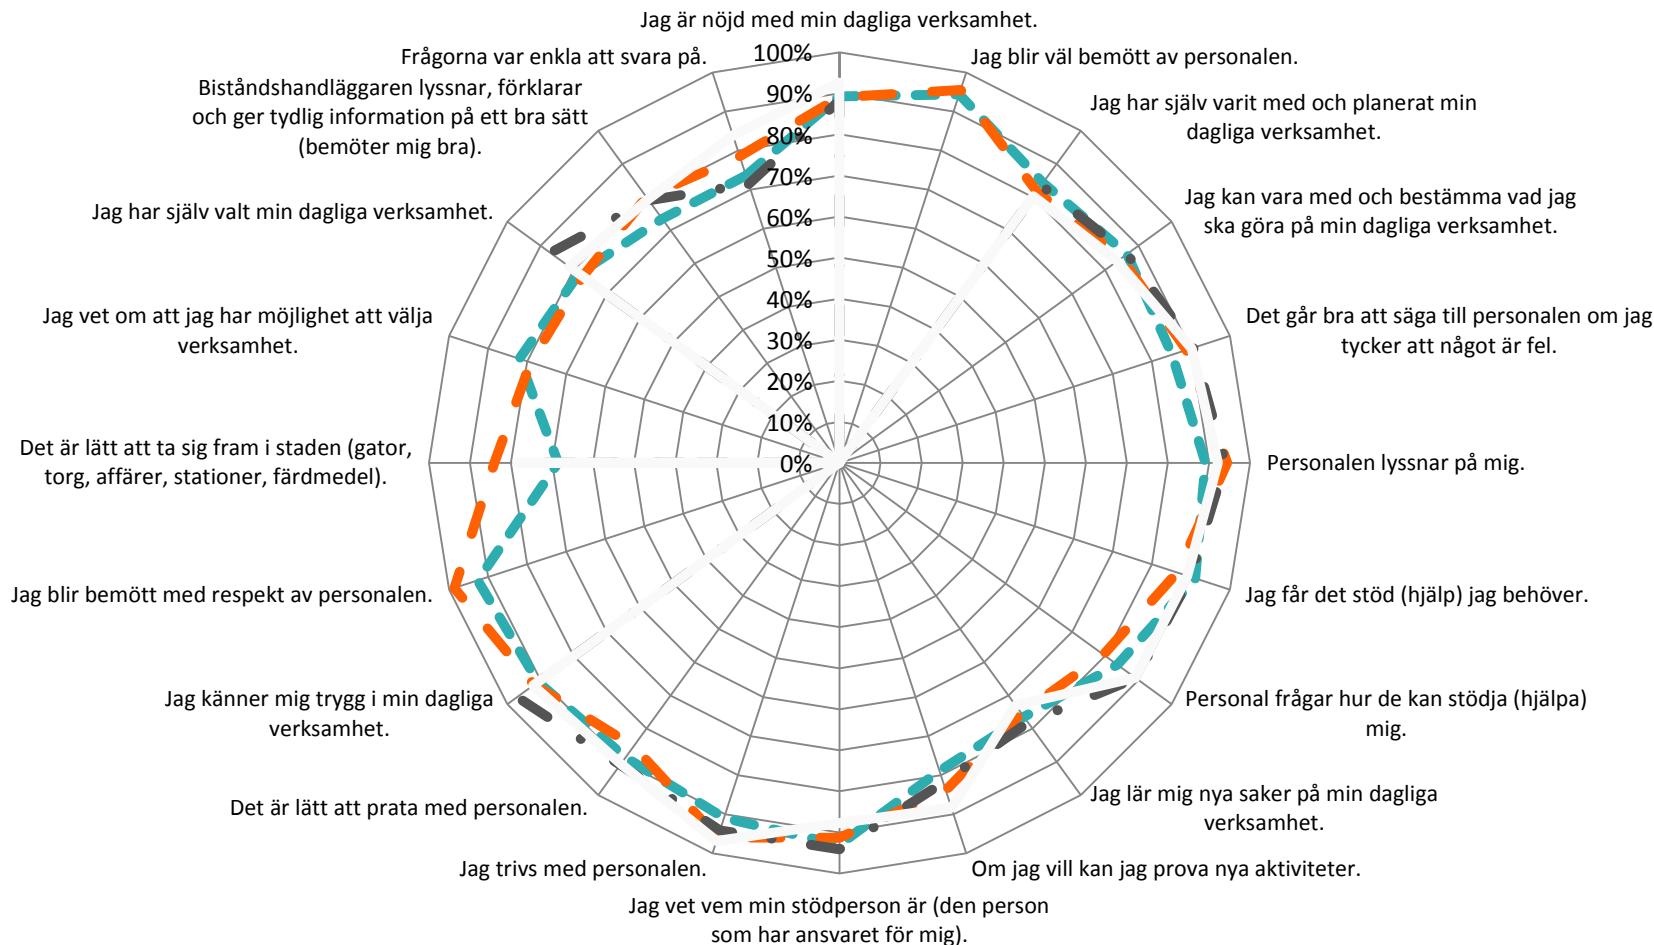 Jag är nöjd med min dagliga verksamhet.
Jag blir väl bemött av personalen.
Jag har själv varit med och planerat min
dagliga verksamhet.
Jag kan vara med och bestämma vad jag
ska göra på min dagliga verksamhet.
Det går bra att säga till personalen om jag
tycker att något är fel.
Personalen lyssnar på mig.
Jag får det stöd (hjälp) jag behöver.
Personal frågar hur de kan stödja (hjälpa)
mig.
Jag lär mig nya saker på min dagliga
verksamhet.
Om jag vill kan jag prova nya aktiviteter.
Jag vet vem min stödperson är (den person
som har ansvaret för mig).
Jag trivs med personalen.
Det är lätt att prata med personalen.
Jag känner mig trygg i min dagliga
verksamhet.
Jag blir bemött med respekt av personalen.
Det är lätt att ta sig fram i staden (gator,
torg, affärer, stationer, färdmedel).
Jag vet om att jag har möjlighet att välja
verksamhet.
Jag har själv valt min dagliga verksamhet.
Biståndshandläggaren lyssnar, förklarar
och ger tydlig information på ett bra sätt
(bemöter mig bra).
Frågorna var enkla att svara på.
100%
90%
80%
70%
60%
50%
40%
30%
20%
10%
0%